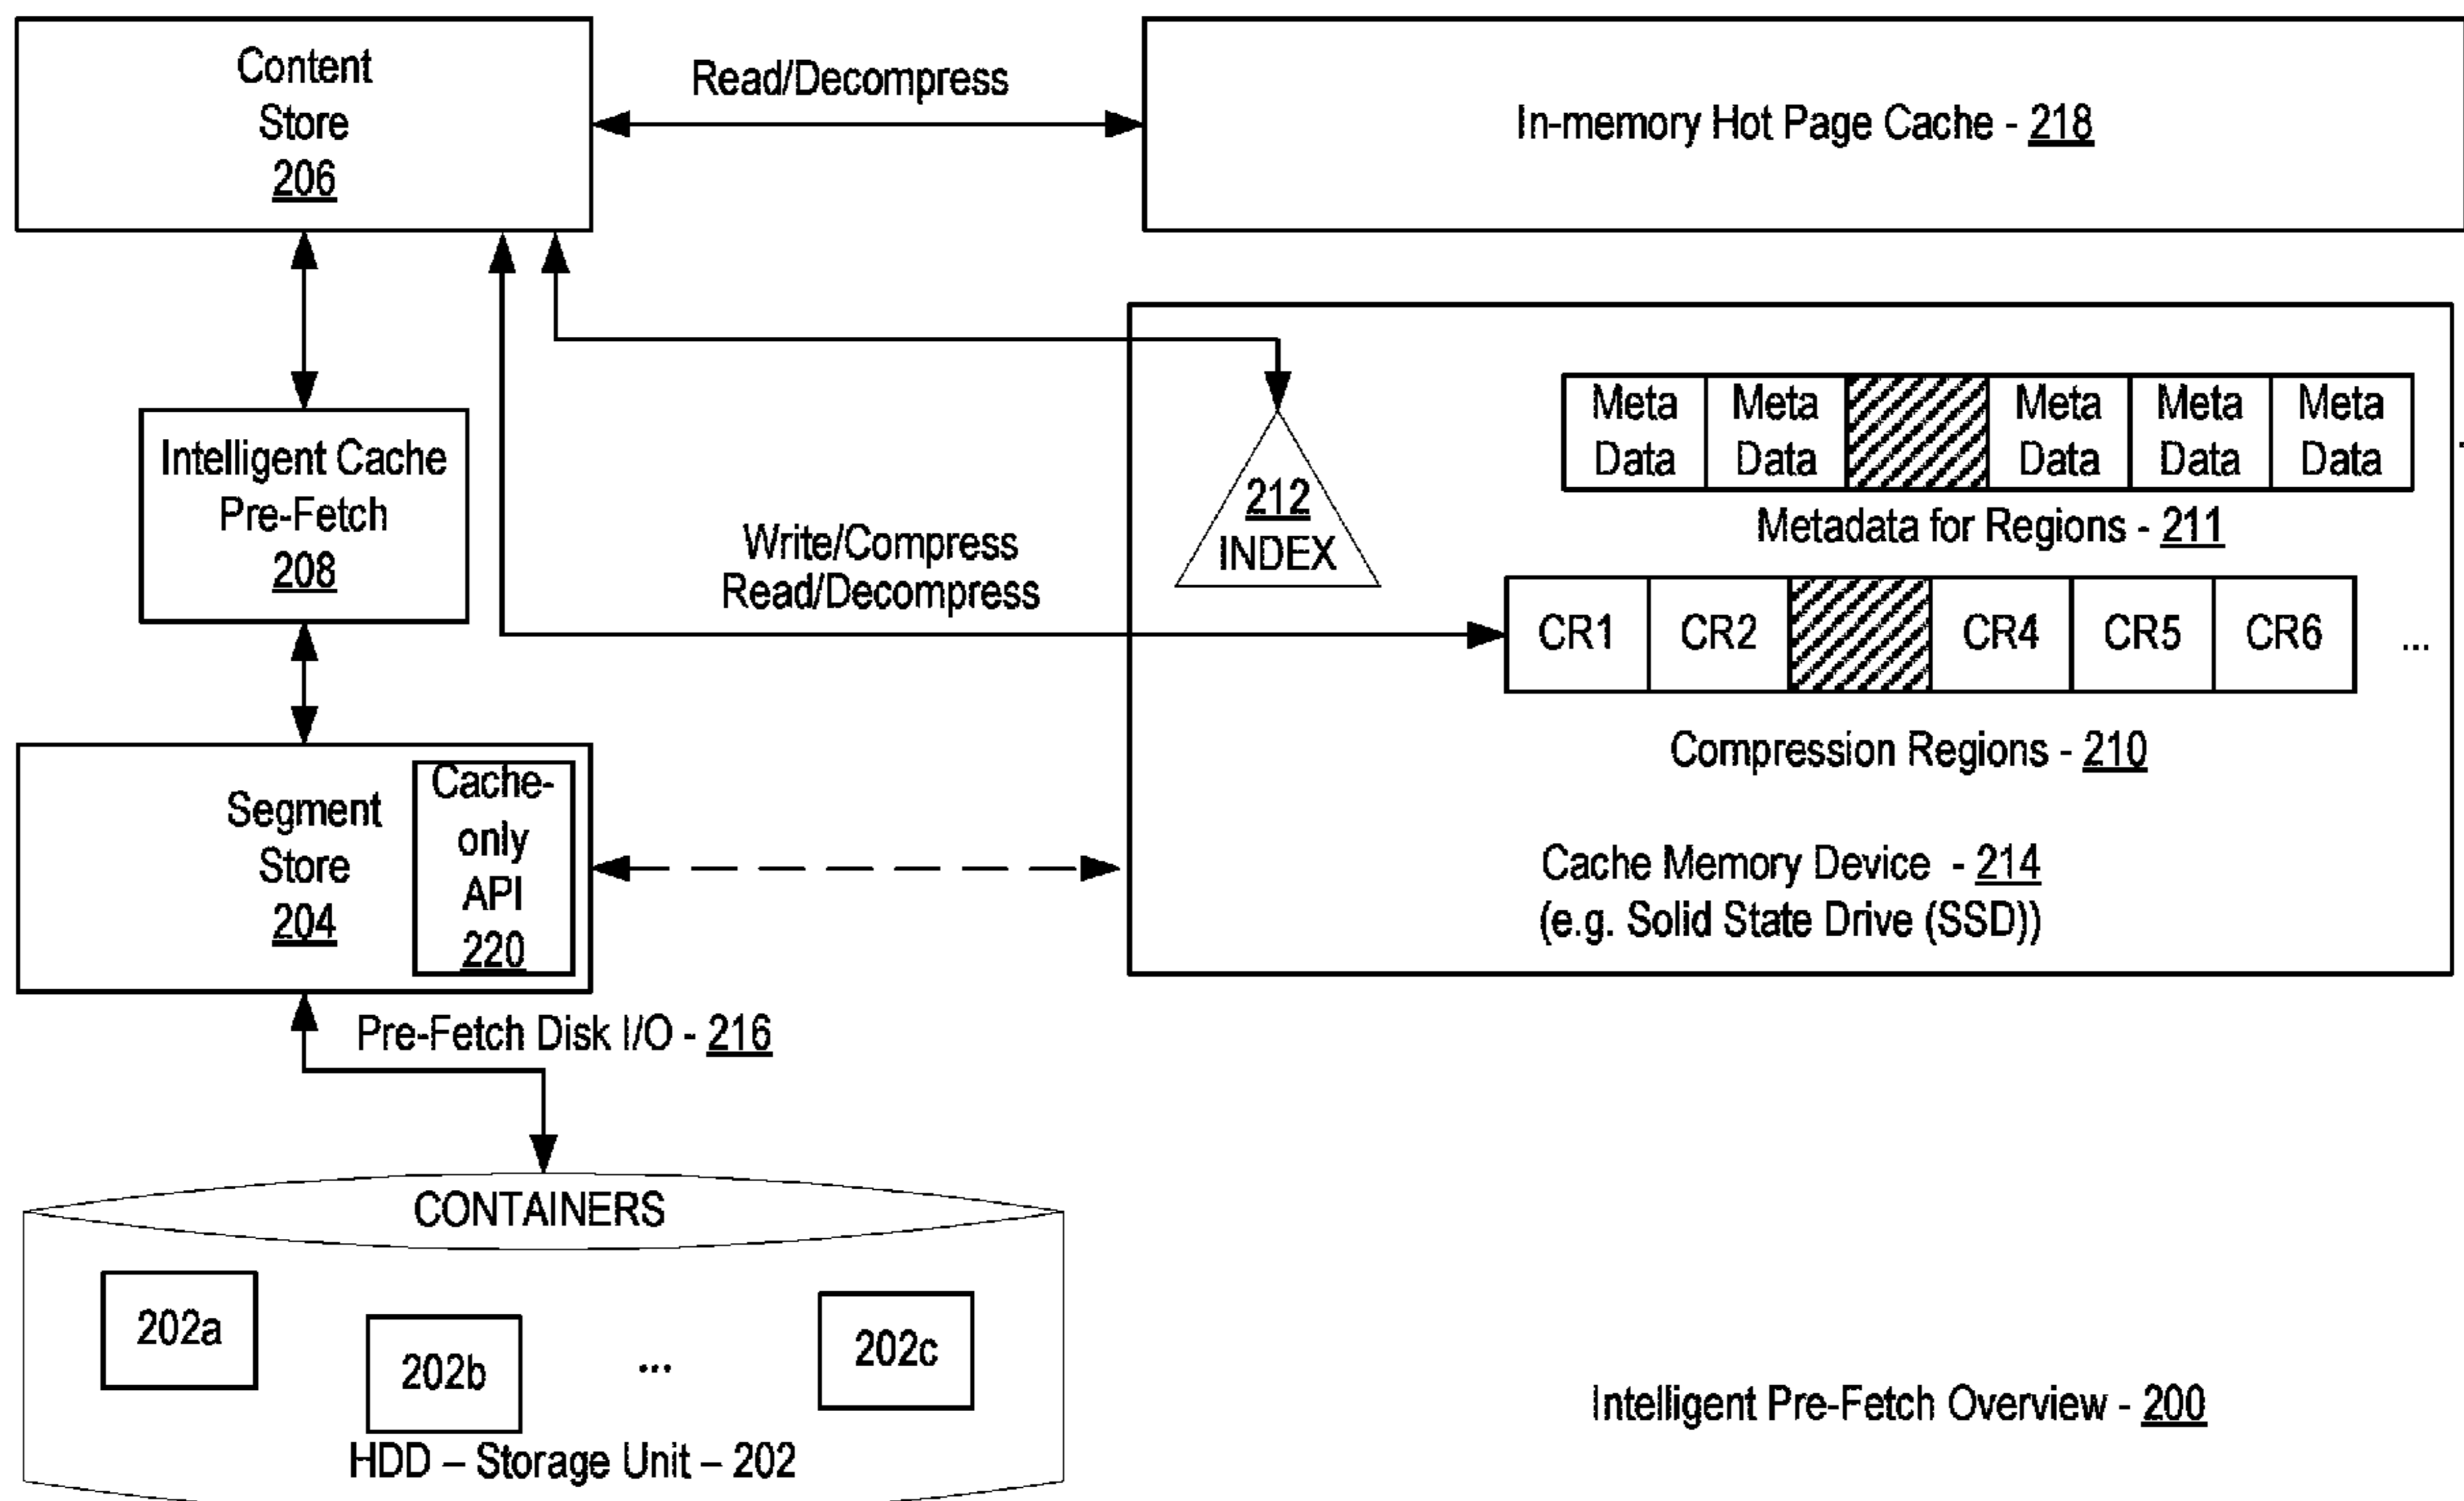 Content
Store
206
Read/Decompress
In-memory Hot Page Cache - 218
Intelligent Cache
Pre-Fetch
208
Write/Compress
Read/Decompress
212
INDEX
Meta Data
Meta Data
Meta Data
Meta Data
Meta Data
Metadata for Regions - 211
CR1 CR2 CR4 CR5 CR6 ...
Compression Regions - 210
Segment
Store
204
Cache-
only
API
220
Cache Memory Device - 214
(e.g. Solid State Drive (SSD))
Pre-Fetch Disk I/O - 216
CONTAINERS
202a
202b
...
202c
HDD – Storage Unit – 202
Intelligent Pre-Fetch Overview - 200